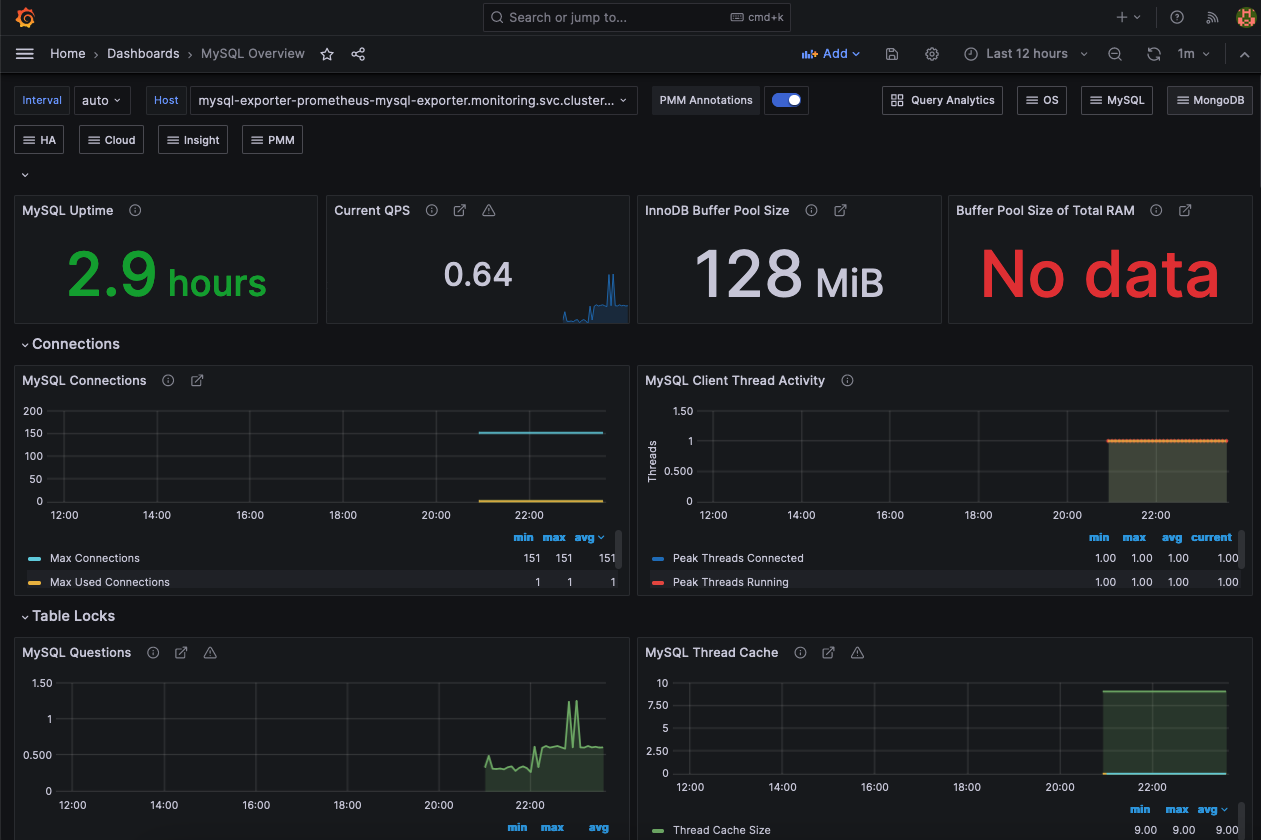 Search or jump to... cmd+k
Home Dashboards MySQL Overview Add Last 12 hours 1m
Interval auto Host mysql-exporter-prometheus-mysql-exporter.monitoring.svc.cluster... PMM Annotations Query Analytics OS MySQL MongoDB
HA Cloud Insight PMM
MySQL Uptime
2.9 hours
Current QPS
0.64
InnoDB Buffer Pool Size
128 MiB
Buffer Pool Size of Total RAM
No data
Connections
MySQL Connections
200
150
100
50
0
12:00 14:00 16:00 18:00 20:00 22:00
min max avg
Max Connections 151 151 151
Max Used Connections 1 1 1
MySQL Client Thread Activity
Threads
1.50
1
0.500
0
12:00 14:00 16:00 18:00 20:00 22:00
min max avg current
Peak Threads Connected 1.00 1.00 1.00 1.00
Peak Threads Running 1.00 1.00 1.00 1.00
Table Locks
MySQL Questions
1.50
1
0.500
0
12:00 14:00 16:00 18:00 20:00 22:00
min max avg
MySQL Thread Cache
10
7.50
5
2.50
0
12:00 14:00 16:00 18:00 20:00 22:00
min max avg
Thread Cache Size 9.00 9.00 9.00